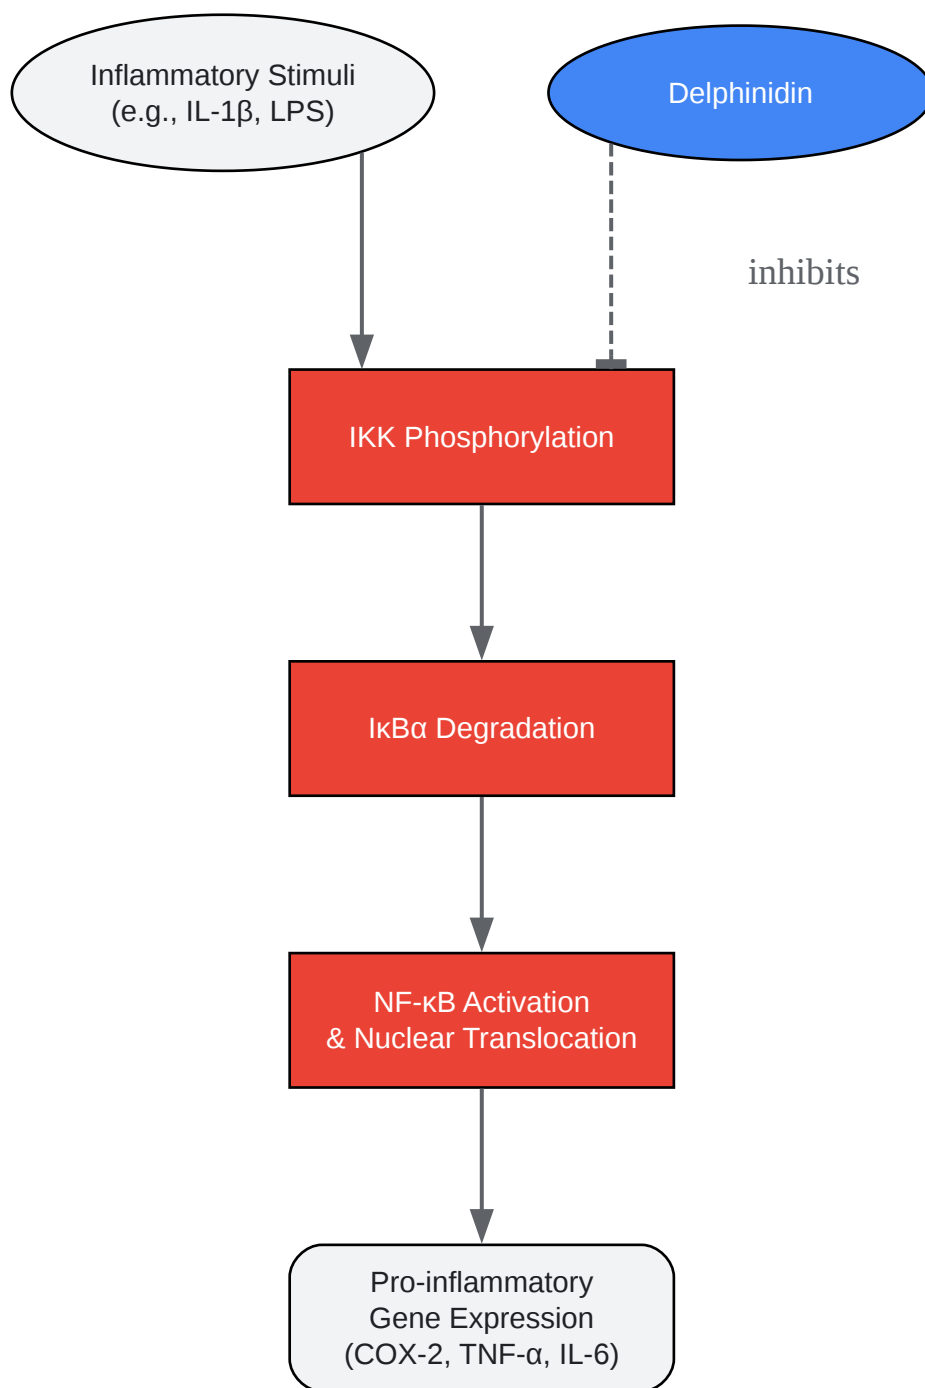 Inflammatory Stimuli
(e.g., IL-1β, LPS)
Delphinidin
inhibits
IKK Phosphorylation
IκBα Degradation
NF-κB Activation
& Nuclear Translocation
Pro-inflammatory
Gene Expression
(COX-2, TNF-α, IL-6)